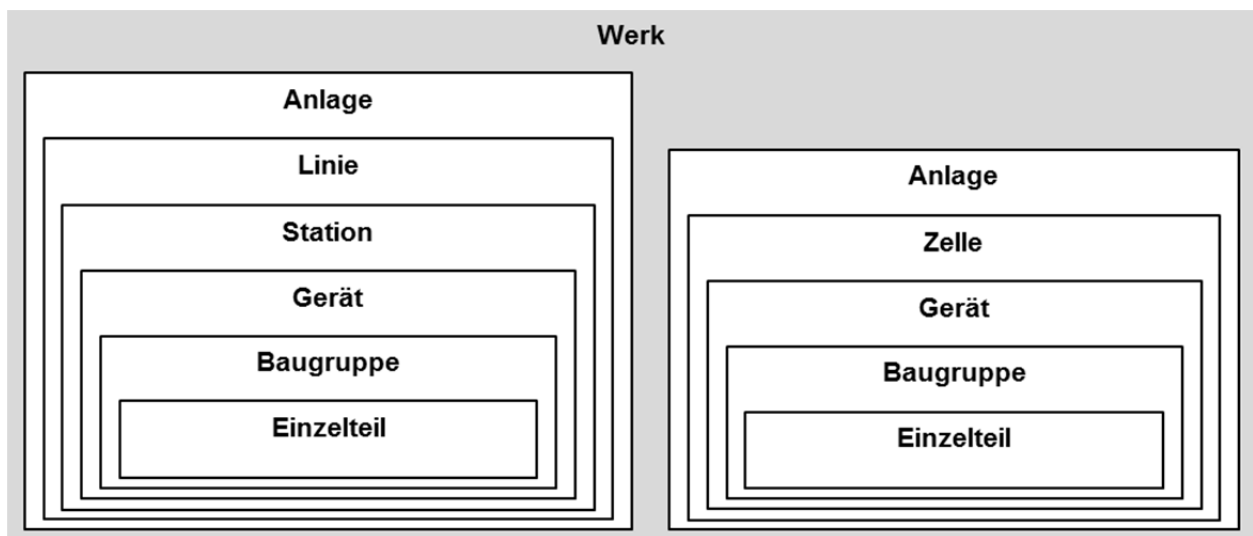 Werk
Anlage
Linie
Station
Gerät
Baugruppe
Einzelteil
Anlage
Zelle
Gerät
Baugruppe
Einzelteil